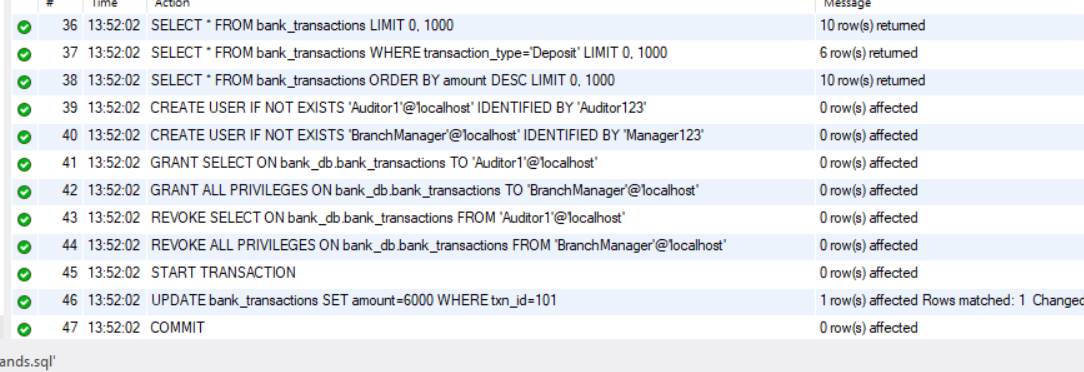 # Time Action Message
36 13:52:02 SELECT * FROM bank_transactions LIMIT 0, 1000 10 row(s) returned
37 13:52:02 SELECT * FROM bank_transactions WHERE transaction_type='Deposit' LIMIT 0, 1000 6 row(s) returned
38 13:52:02 SELECT * FROM bank_transactions ORDER BY amount DESC LIMIT 0, 1000 10 row(s) returned
39 13:52:02 CREATE USER IF NOT EXISTS 'Auditor1'@'localhost' IDENTIFIED BY 'Auditor123' 0 row(s) affected
40 13:52:02 CREATE USER IF NOT EXISTS 'BranchManager'@'localhost' IDENTIFIED BY 'Manager123' 0 row(s) affected
41 13:52:02 GRANT SELECT ON bank_db.bank_transactions TO 'Auditor1'@'localhost' 0 row(s) affected
42 13:52:02 GRANT ALL PRIVILEGES ON bank_db.bank_transactions TO 'BranchManager'@'localhost' 0 row(s) affected
43 13:52:02 REVOKE SELECT ON bank_db.bank_transactions FROM 'Auditor1'@'localhost' 0 row(s) affected
44 13:52:02 REVOKE ALL PRIVILEGES ON bank_db.bank_transactions FROM 'BranchManager'@'localhost' 0 row(s) affected
45 13:52:02 START TRANSACTION 0 row(s) affected
46 13:52:02 UPDATE bank_transactions SET amount=6000 WHERE txn_id=101 1 row(s) affected Rows matched: 1 Changed
47 13:52:02 COMMIT 0 row(s) affected
ands.sql'